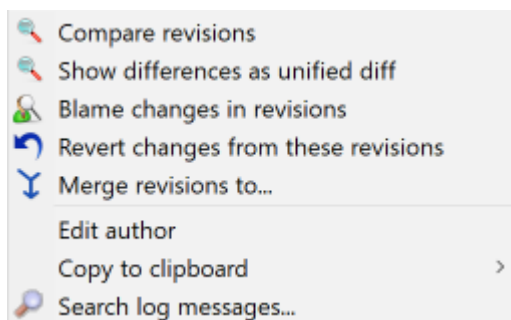 Compare revisions
Show differences as unified diff
Blame changes in revisions
Revert changes from these revisions
Merge revisions to...
Edit author
Copy to clipboard
Search log messages...